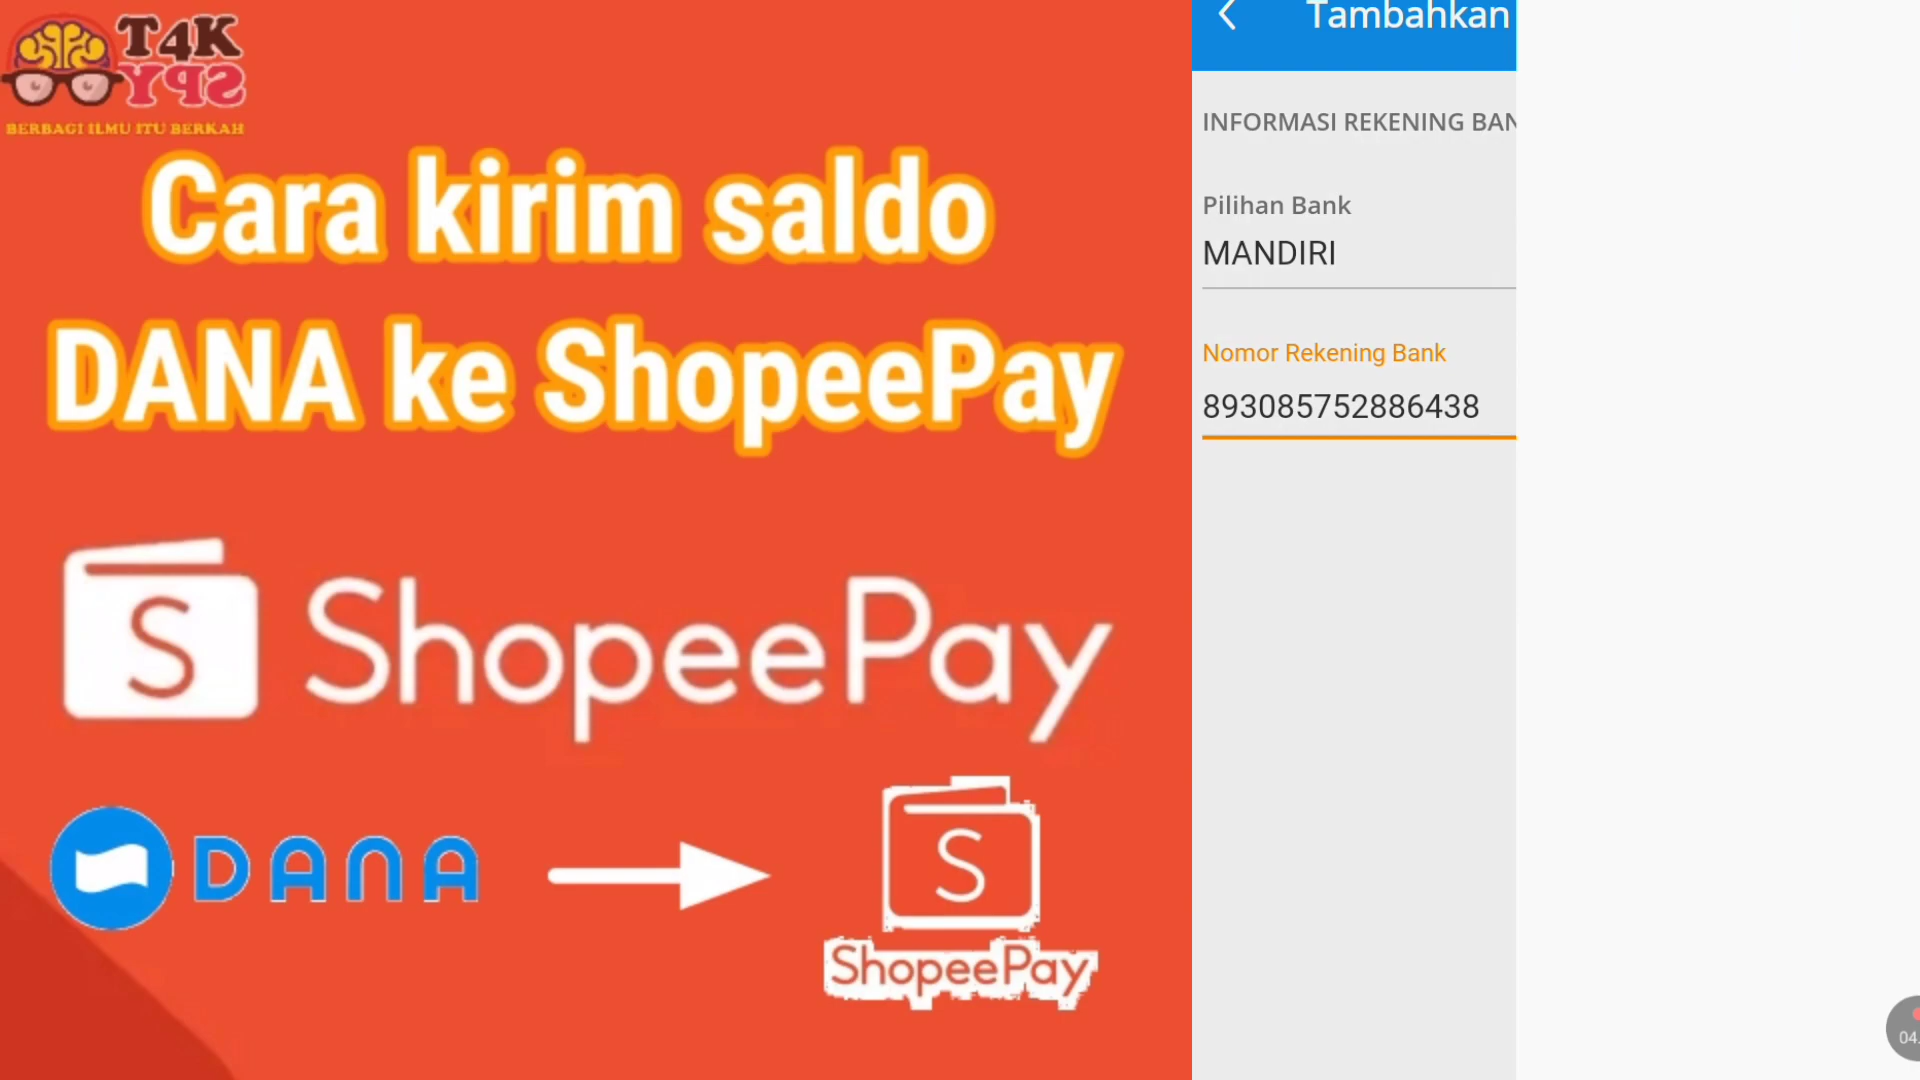 T4K
SPY
BERBAGI ILMU ITU BERKAH
Cara kirim saldo
DANA ke ShopeePay
S ShopeePay
DANA
S
ShopeePay
Tambahkan
INFORMASI REKENING BAN
Pilihan Bank
MANDIRI
Nomor Rekening Bank
893085752886438
04.